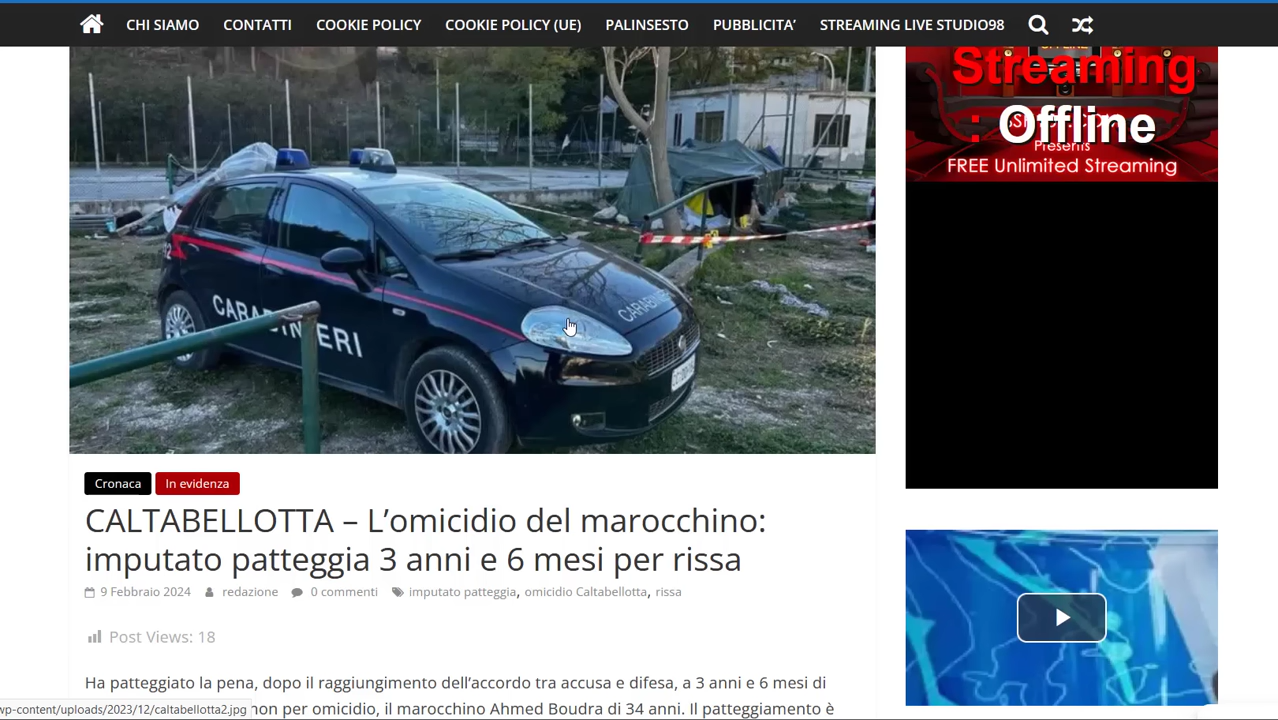 CHI SIAMO CONTATTI COOKIE POLICY COOKIE POLICY (UE) PALINSESTO PUBBLICITA’ STREAMING LIVE STUDIO98
CARABINIERI
Streaming
: Offline
Presents
FREE Unlimited Streaming
Cronaca In evidenza
CALTABELLOTTA – L’omicidio del marocchino:
imputato patteggia 3 anni e 6 mesi per rissa
9 Febbraio 2024 redazione 0 commenti imputato patteggia, omicidio Caltabellotta, rissa
Post Views: 18
Ha patteggiato la pena, dopo il raggiungimento dell’accordo tra accusa e difesa, a 3 anni e 6 mesi di
non per omicidio, il marocchino Ahmed Boudra di 34 anni. Il patteggiamento è
wp-content/uploads/2023/12/caltabellotta2.jpg